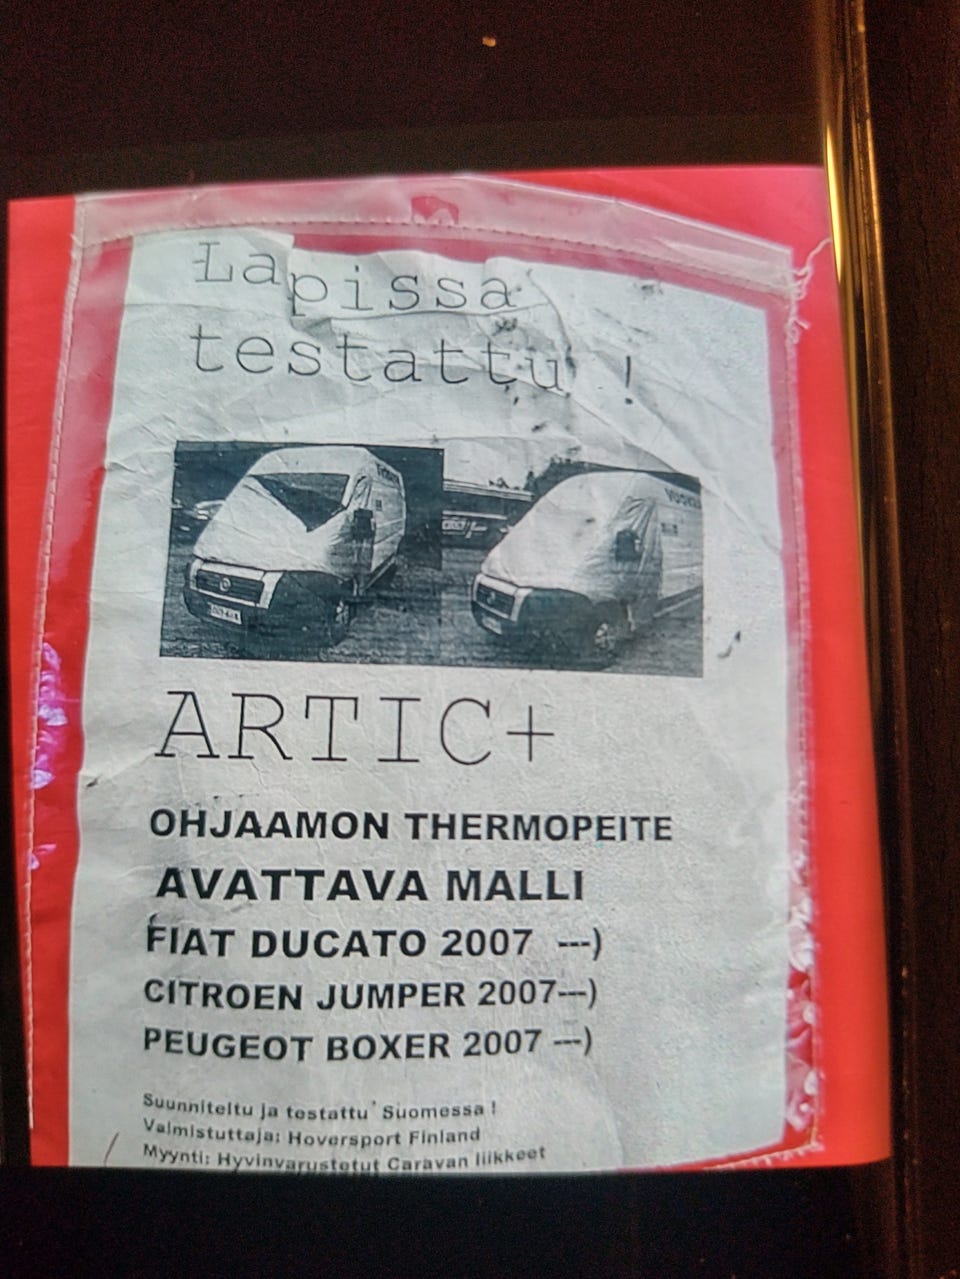 Lapissa
testattu !
ARTIC+
OHJAAMON THERMOPEITE
AVATTAVA MALLI
FIAT DUCATO 2007 ---)
CITROEN JUMPER 2007---)
PEUGEOT BOXER 2007 ---)
Suunniteltu ja testattu Suomessa !
Valmistuttaja: Hoversport Finland
Myynti: Hyvinvarustetut Caravan liikkeet